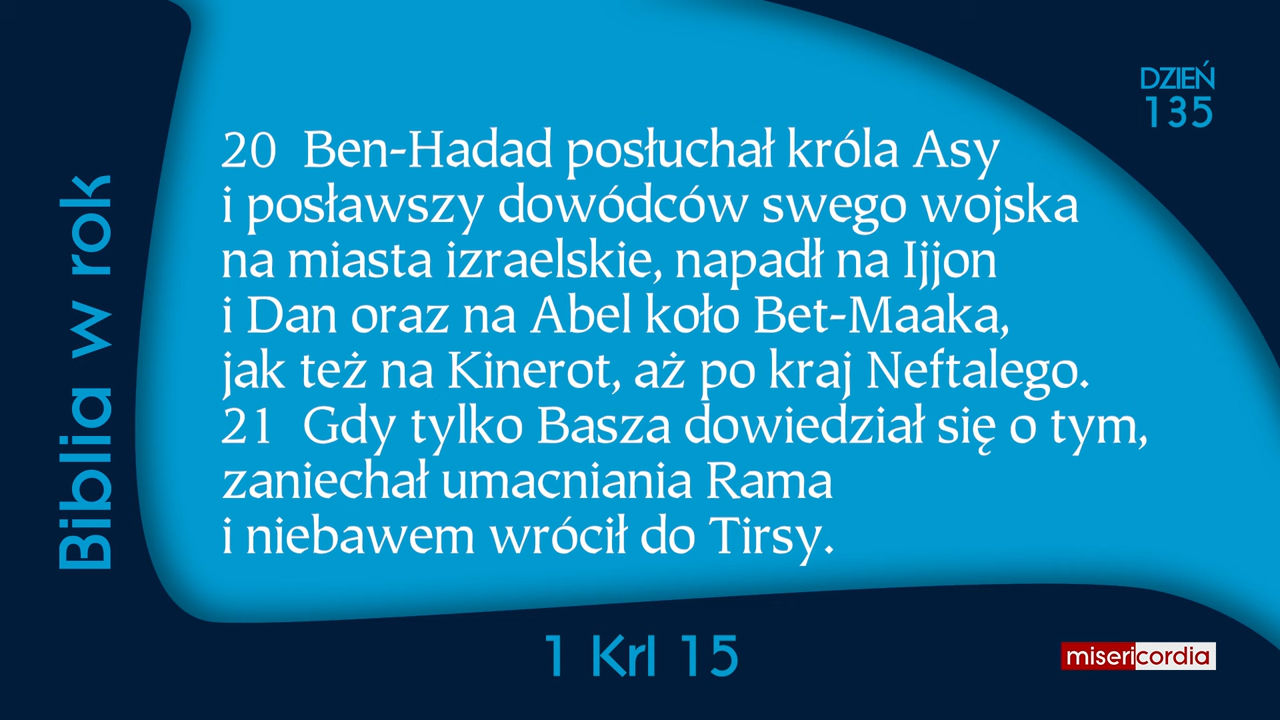 DZIEŃ
135
20 Ben-Hadad posłuchał króla Asy
i posławszy dowódców swego wojska
na miasta izraelskie, napadł na Ijjon
i Dan oraz na Abel koło Bet-Maaka,
jak też na Kinerot, aż po kraj Neftalego.
21 Gdy tylko Basza dowiedział się o tym,
zaniechał umacniania Rama
i niebawem wrócił do Tirsy.
Biblia w rok
1 Krl 15
misericordia